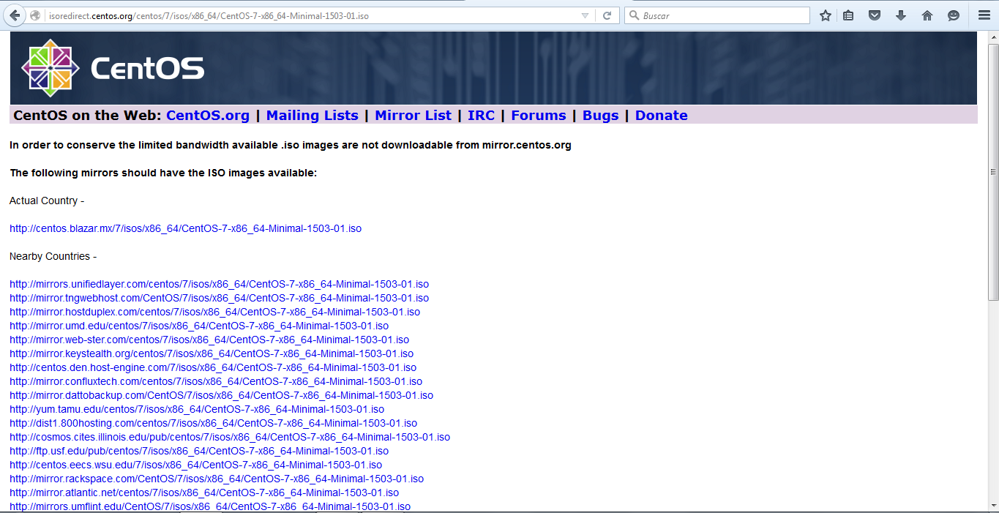 isoredirect.centos.org/centos/7/isos/x86_64/CentOS-7-x86_64-Minimal-1503-01.iso
Buscar
CentOS
CentOS on the Web: CentOS.org | Mailing Lists | Mirror List | IRC | Forums | Bugs | Donate
In order to conserve the limited bandwidth available .iso images are not downloadable from mirror.centos.org
The following mirrors should have the ISO images available:
Actual Country -
http://centos.blazar.mx/7/isos/x86_64/CentOS-7-x86_64-Minimal-1503-01.iso
Nearby Countries -
http://mirrors.unifiedlayer.com/centos/7/isos/x86_64/CentOS-7-x86_64-Minimal-1503-01.iso
http://mirror.tngwebhost.com/CentOS/7/isos/x86_64/CentOS-7-x86_64-Minimal-1503-01.iso
http://mirror.hostduplex.com/centos/7/isos/x86_64/CentOS-7-x86_64-Minimal-1503-01.iso
http://mirror.umd.edu/centos/7/isos/x86_64/CentOS-7-x86_64-Minimal-1503-01.iso
http://mirror.web-ster.com/centos/7/isos/x86_64/CentOS-7-x86_64-Minimal-1503-01.iso
http://mirror.keystealth.org/centos/7/isos/x86_64/CentOS-7-x86_64-Minimal-1503-01.iso
http://centos.den.host-engine.com/7/isos/x86_64/CentOS-7-x86_64-Minimal-1503-01.iso
http://mirror.confluxtech.com/centos/7/isos/x86_64/CentOS-7-x86_64-Minimal-1503-01.iso
http://mirror.dattobackup.com/CentOS/7/isos/x86_64/CentOS-7-x86_64-Minimal-1503-01.iso
http://yum.tamu.edu/centos/7/isos/x86_64/CentOS-7-x86_64-Minimal-1503-01.iso
http://dist1.800hosting.com/centos/7/isos/x86_64/CentOS-7-x86_64-Minimal-1503-01.iso
http://cosmos.cites.illinois.edu/pub/centos/7/isos/x86_64/CentOS-7-x86_64-Minimal-1503-01.iso
http://ftp.usf.edu/pub/centos/7/isos/x86_64/CentOS-7-x86_64-Minimal-1503-01.iso
http://centos.eecs.wsu.edu/7/isos/x86_64/CentOS-7-x86_64-Minimal-1503-01.iso
http://mirror.rackspace.com/CentOS/7/isos/x86_64/CentOS-7-x86_64-Minimal-1503-01.iso
http://mirror.atlantic.net/centos/7/isos/x86_64/CentOS-7-x86_64-Minimal-1503-01.iso
http://mirrors.umflint.edu/CentOS/7/isos/x86_64/CentOS-7-x86_64-Minimal-1503-01.iso